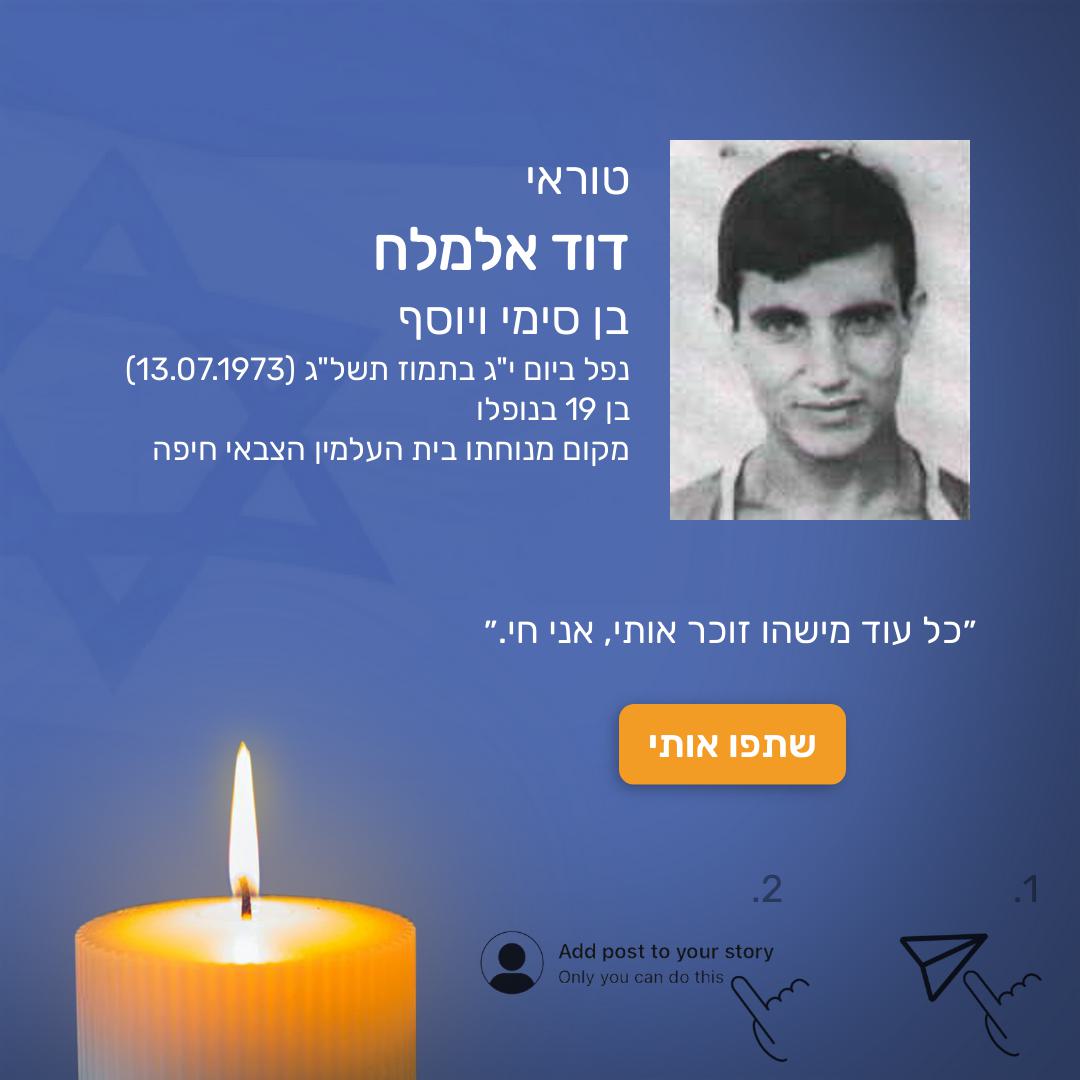 טוראי
דוד אלמלח
בן סימי ויוסף
נפל ביום י"ג בתמוז תשל"ג (13.07.1973)
בן 19 בנופלו
מקום מנוחתו בית העלמין הצבאי חיפה
״כל עוד מישהו זוכר אותי, אני חי.״
שתפו אותי
.1
.2
Add post to your story
Only you can do this